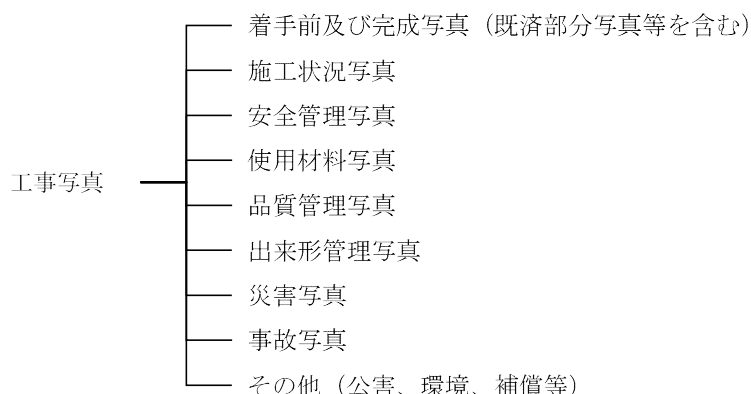 着手前及び完成写真（既済部分写真等を含む）
施工状況写真
安全管理写真
使用材料写真
工事写真
品質管理写真
出来形管理写真
災害写真
事故写真
その他（公害、環境、補償等）